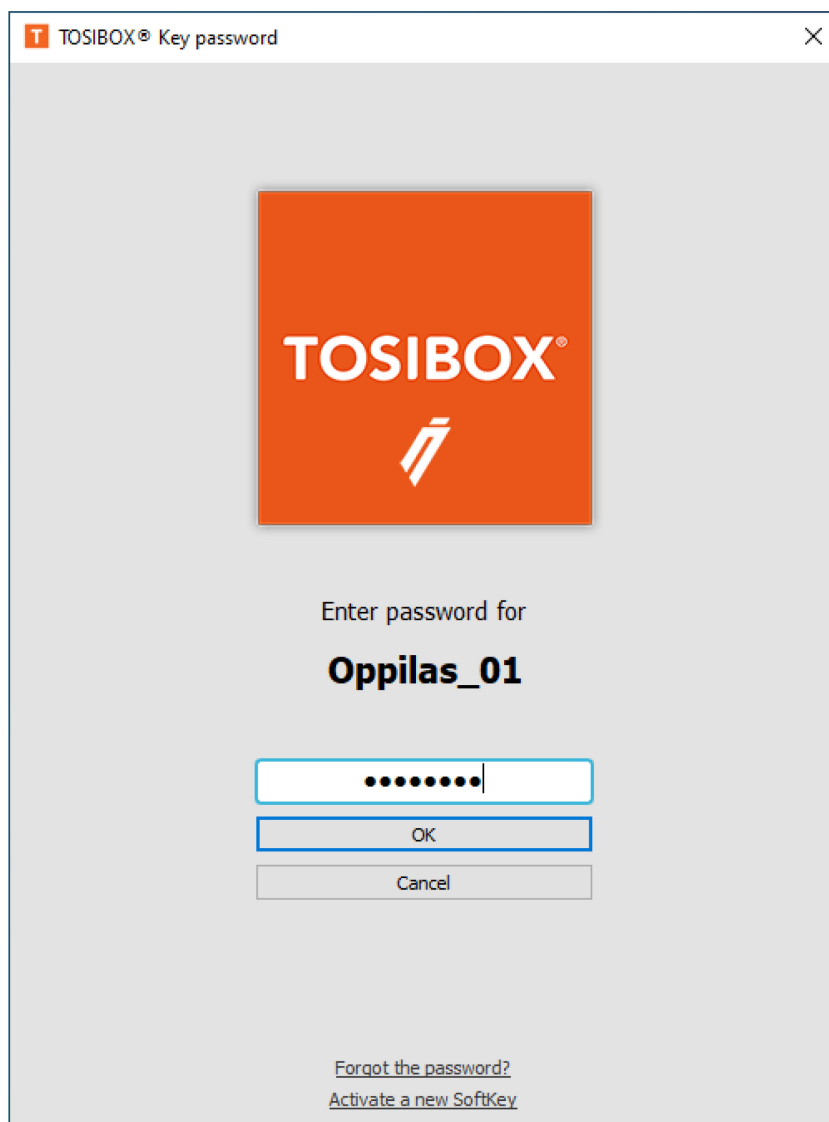 T TOSIBOX® Key password
TOSIBOX®
Enter password for
Oppilas_01
••••••••
OK
Cancel
Forgot the password?
Activate a new SoftKey